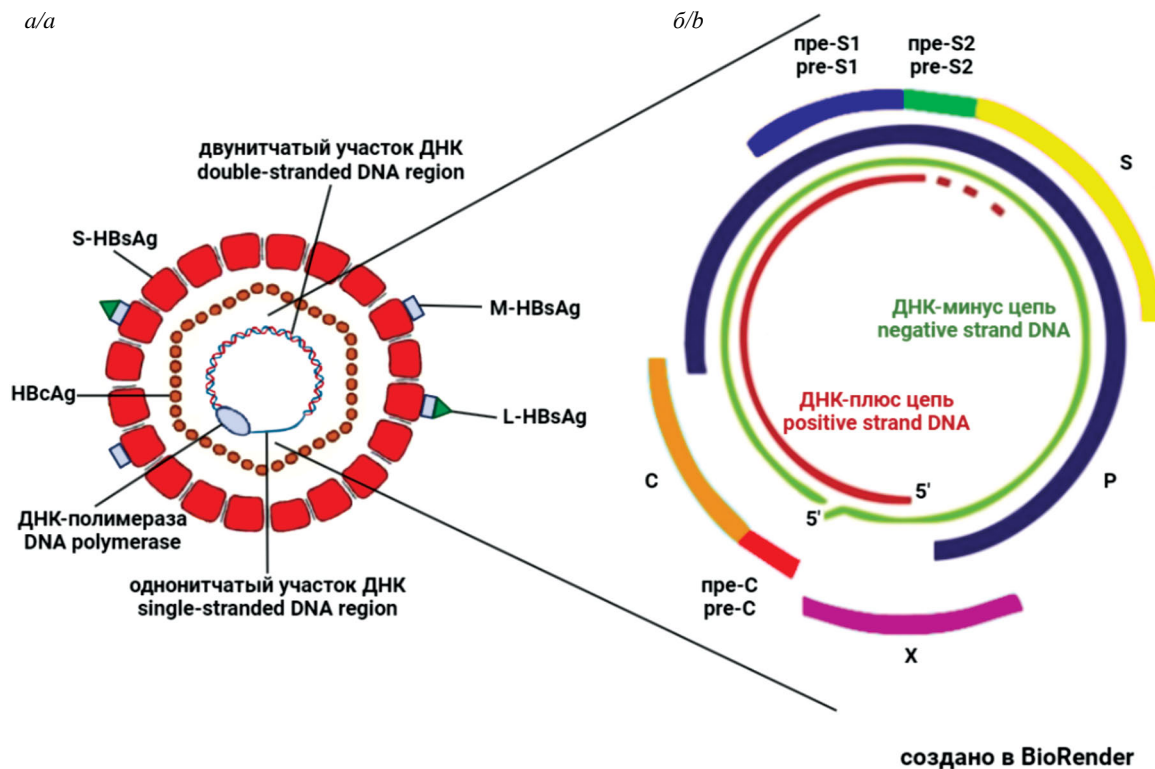 а/a
двунитчатый участок ДНК
double-stranded DNA region
S-HBsAg
M-HBsAg
HBcAg
L-HBsAg
ДНК-полимераза
DNA polymerase
однонитчатый участок ДНК
single-stranded DNA region
б/b
пре-S1
pre-S1
пре-S2
pre-S2
S
ДНК-минус цепь
negative strand DNA
ДНК-плюс цепь
positive strand DNA
C
P
5'
5'
пре-C
pre-C
X
создано в BioRender